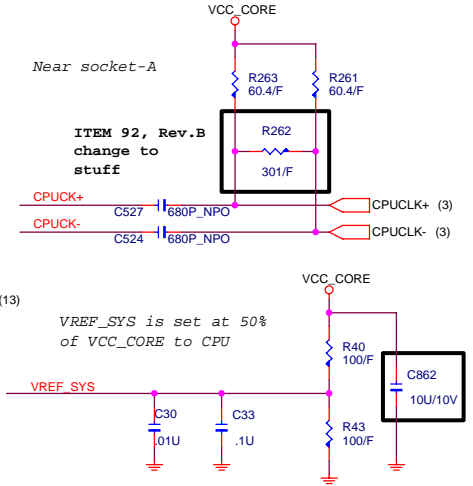 VCC_CORE
Near socket-A
R263
60.4/F
R261
60.4/F
ITEM 92, Rev.B
change to
stuff
R262
301/F
CPUCK+
C527
680P_NPO
CPUCLK+ (3)
CPUCK-
C524
680P_NPO
CPUCLK- (3)
VCC_CORE
(13)
VREF_SYS is set at 50%
of VCC_CORE to CPU
R40
100/F
C862
10U/10V
VREF_SYS
C30
.01U
C33
.1U
R43
100/F